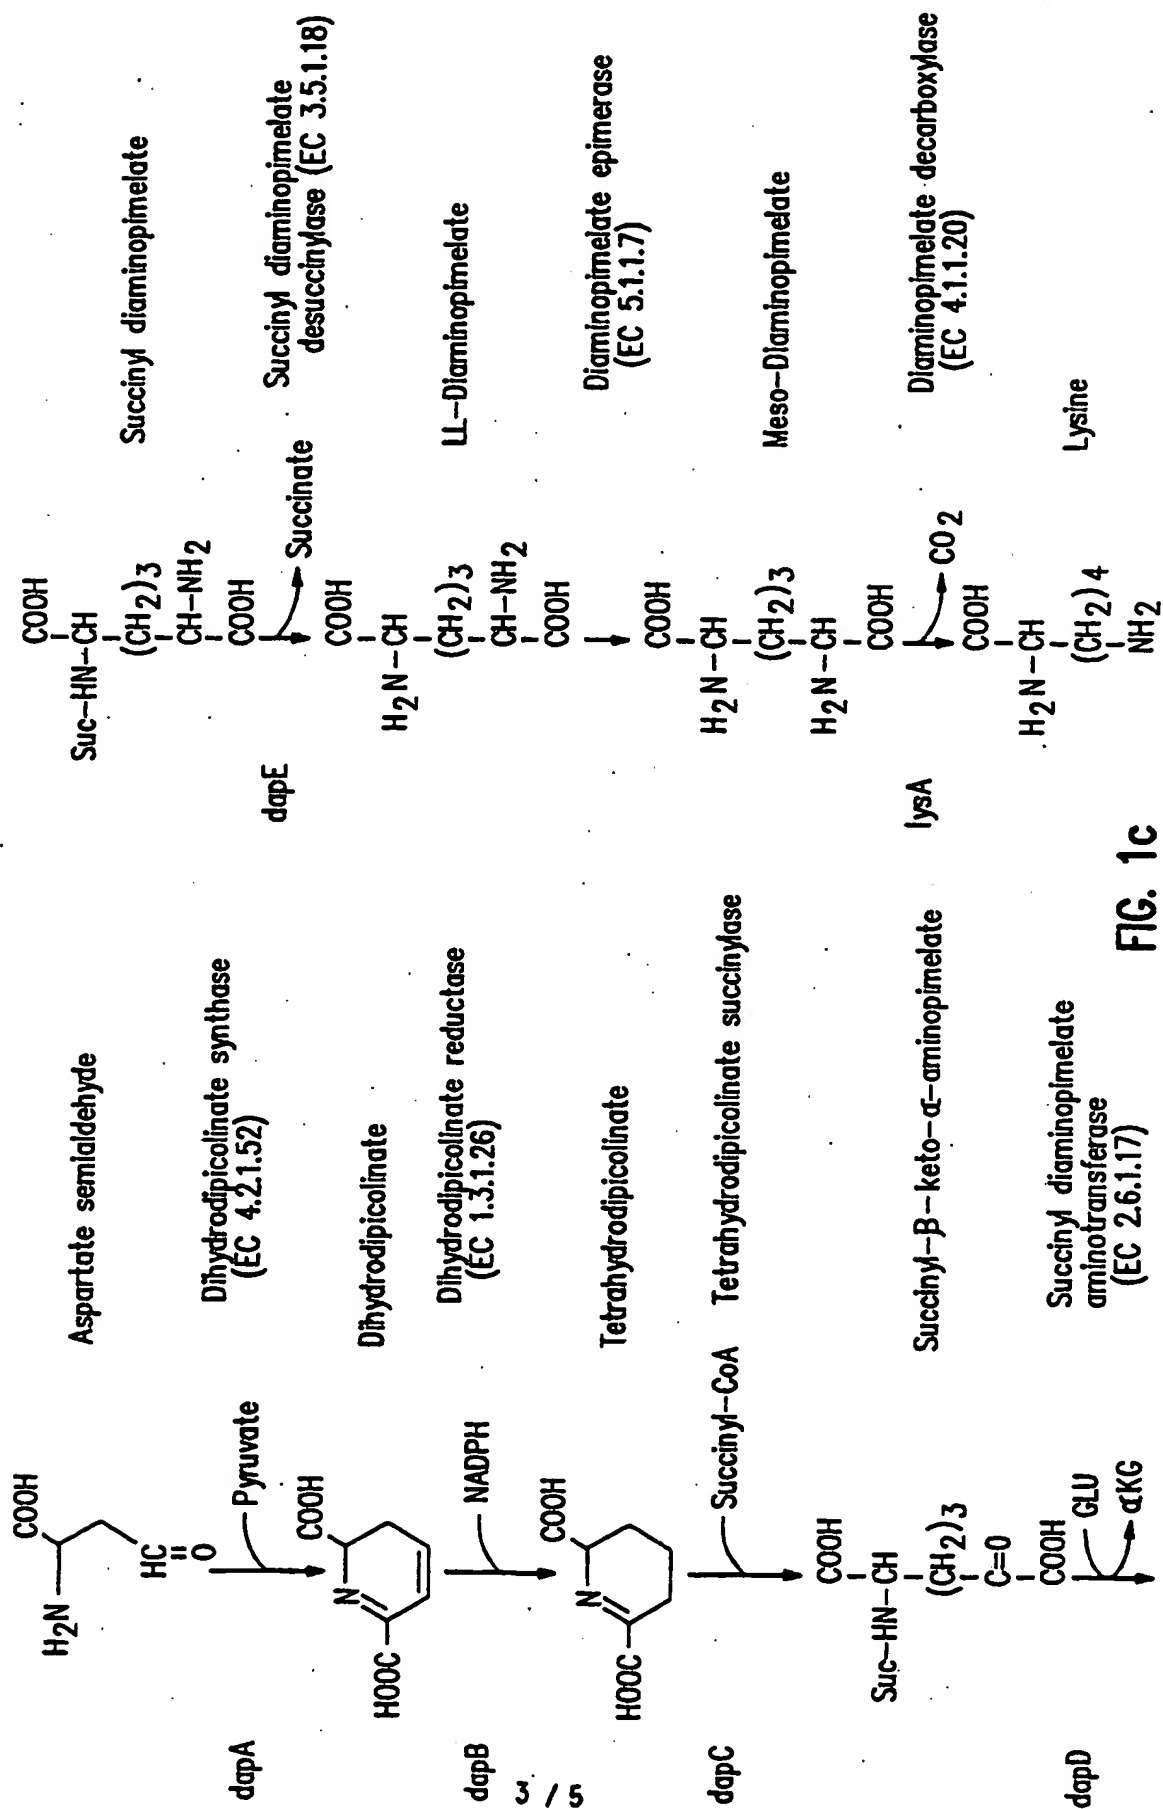 H2N
COOH
HC
=
O
Aspartate semialdehyde
dapA
Pyruvate
Dihydrodipicolinate synthase
(EC 4.2.1.52)
COOH
N
HOOC
Dihydrodipicolinate
dapB
NADPH
Dihydrodipicolinate reductase
(EC 1.3.1.26)
COOH
N
HOOC
Tetrahydrodipicolinate
dapC
Succinyl-CoA
Tetrahydrodipicolinate succinylase
COOH
Suc-HN-CH
(CH2)3
C=O
COOH
Succinyl-β-keto-α-aminopimelate
dapD
GLU
αKG
Succinyl diaminopimelate
aminotransferase
(EC 2.6.1.17)
COOH
Suc-HN-CH
(CH2)3
CH-NH2
COOH
Succinyl diaminopimelate
dapE
Succinate
Succinyl diaminopimelate
desuccinylase (EC 3.5.1.18)
COOH
H2N-CH
(CH2)3
CH-NH2
COOH
LL-Diaminopimelate
Diaminopimelate epimerase
(EC 5.1.1.7)
COOH
H2N-CH
(CH2)3
H2N-CH
COOH
Meso-Diaminopimelate
lysA
CO2
Diaminopimelate decarboxylase
(EC 4.1.1.20)
COOH
H2N-CH
(CH2)4
NH2
Lysine
FIG. 1c
3/5